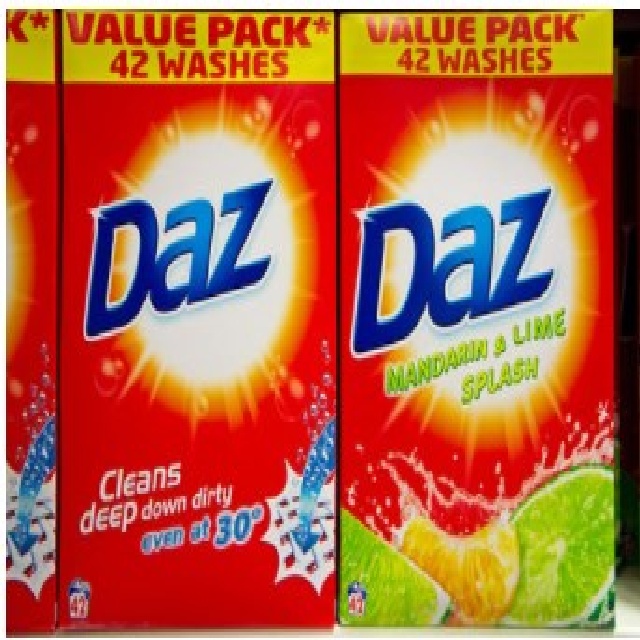 K*
VALUE PACK*
42 WASHES
Daz
Cleans
deep down dirty
even at 30°
42
VALUE PACK*
42 WASHES
Daz
MANDARIN & LIME
SPLASH
42